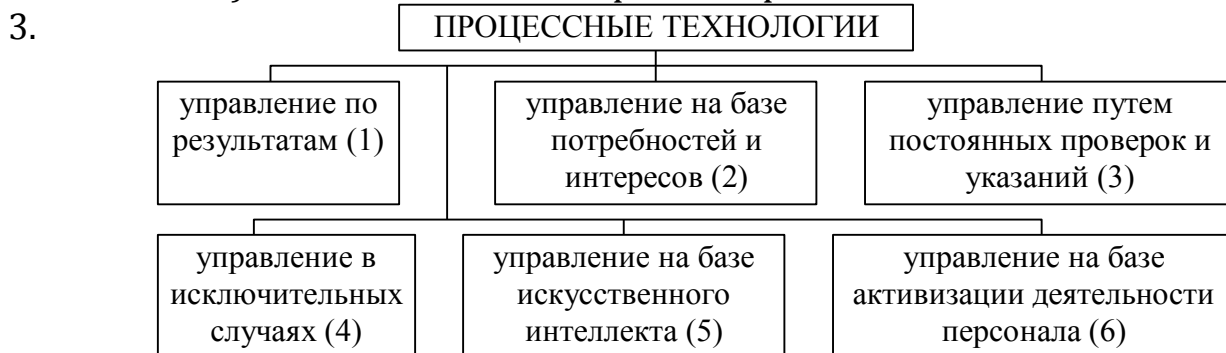 3.
ПРОЦЕССНЫЕ ТЕХНОЛОГИИ
управление по
результатам (1)
управление на базе
потребностей и
интересов (2)
управление путем
постоянных проверок и
указаний (3)
управление в
исключительных
случаях (4)
управление на базе
искусственного
интеллекта (5)
управление на базе
активизации деятельности
персонала (6)